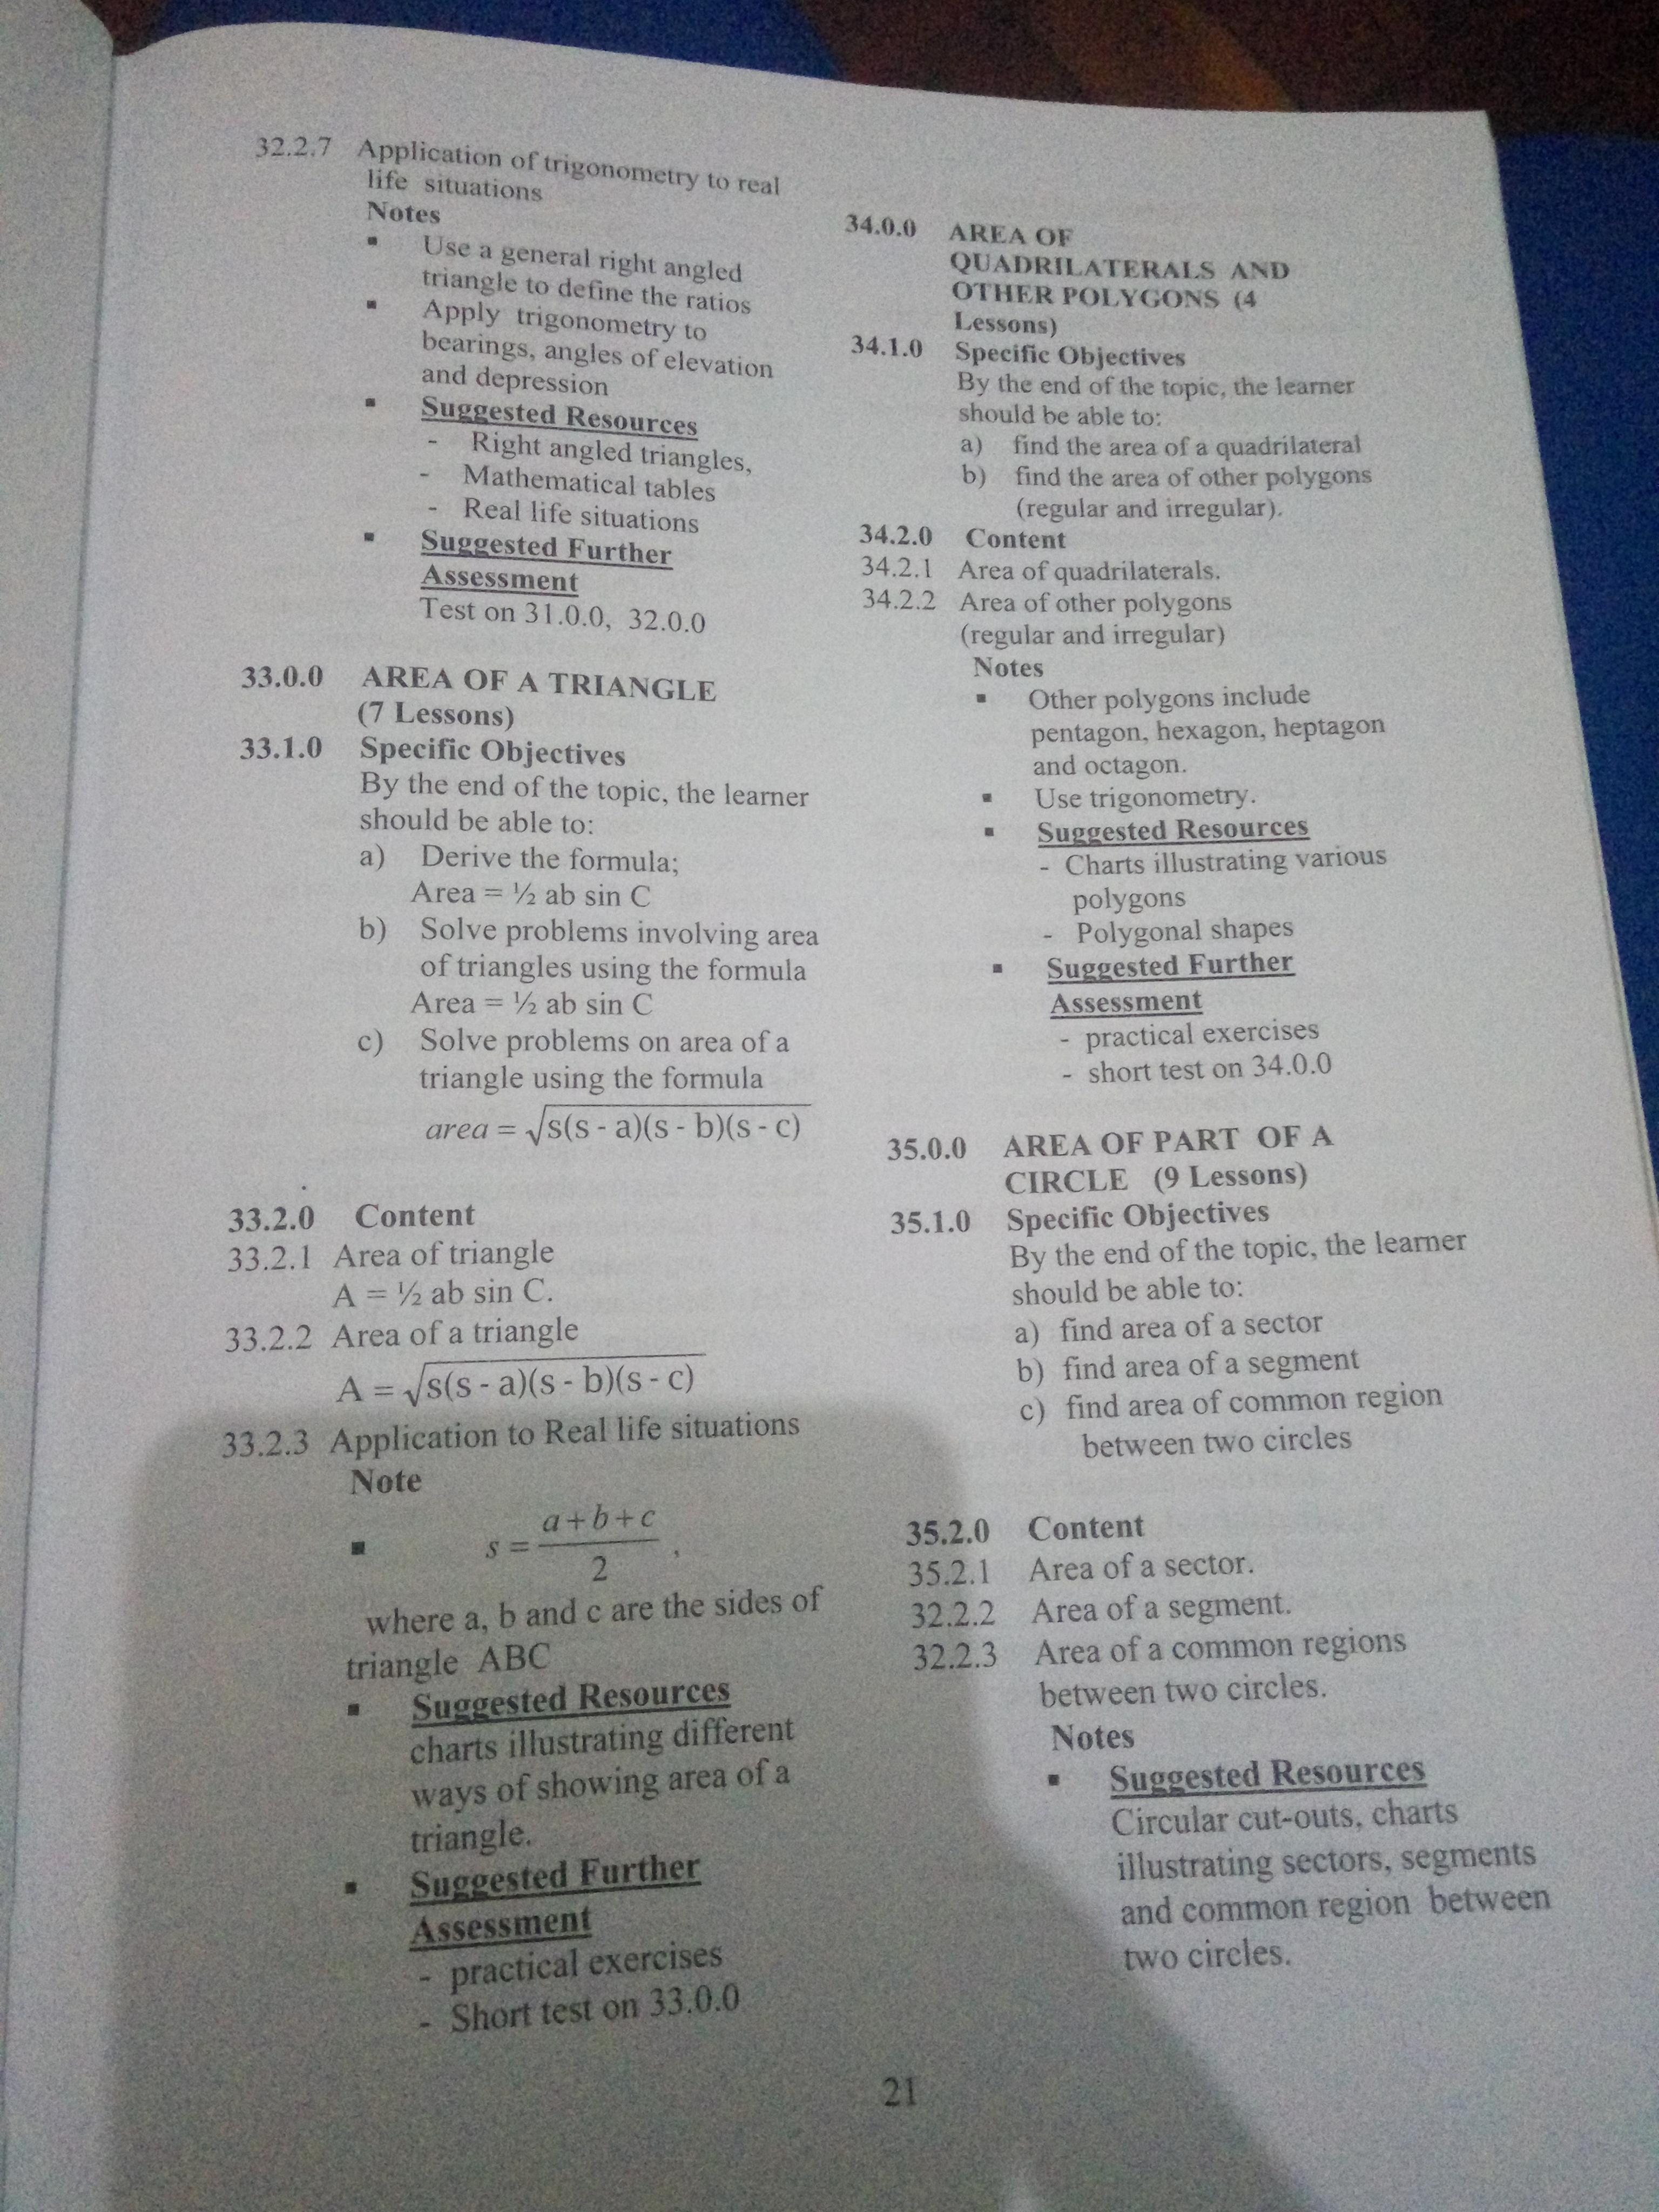 32.2.7 Application of trigonometry to real
life situations
Notes
▪ Use a general right angled
triangle to define the ratios
▪ Apply trigonometry to
bearings, angles of elevation
and depression
▪ Suggested Resources
- Right angled triangles,
- Mathematical tables
- Real life situations
▪ Suggested Further
Assessment
Test on 31.0.0, 32.0.0
33.0.0 AREA OF A TRIANGLE
(7 Lessons)
33.1.0 Specific Objectives
By the end of the topic, the learner
should be able to:
a) Derive the formula;
Area = ½ ab sin C
b) Solve problems involving area
of triangles using the formula
Area = ½ ab sin C
c) Solve problems on area of a
triangle using the formula
area = √s(s - a)(s - b)(s - c)
33.2.0 Content
33.2.1 Area of triangle
A = ½ ab sin C.
33.2.2 Area of a triangle
A = √s(s - a)(s - b)(s - c)
33.2.3 Application to Real life situations
Note
▪ s = a+b+c
2 ,
where a, b and c are the sides of
triangle ABC
▪ Suggested Resources
charts illustrating different
ways of showing area of a
triangle.
▪ Suggested Further
Assessment
- practical exercises
- Short test on 33.0.0
34.0.0 AREA OF
QUADRILATERALS AND
OTHER POLYGONS (4
Lessons)
34.1.0 Specific Objectives
By the end of the topic, the learner
should be able to:
a) find the area of a quadrilateral
b) find the area of other polygons
(regular and irregular).
34.2.0 Content
34.2.1 Area of quadrilaterals.
34.2.2 Area of other polygons
(regular and irregular)
Notes
▪ Other polygons include
pentagon, hexagon, heptagon
and octagon.
▪ Use trigonometry.
▪ Suggested Resources
- Charts illustrating various
polygons
- Polygonal shapes
▪ Suggested Further
Assessment
- practical exercises
- short test on 34.0.0
35.0.0 AREA OF PART OF A
CIRCLE (9 Lessons)
35.1.0 Specific Objectives
By the end of the topic, the learner
should be able to:
a) find area of a sector
b) find area of a segment
c) find area of common region
between two circles
35.2.0 Content
35.2.1 Area of a sector.
32.2.2 Area of a segment.
32.2.3 Area of a common regions
between two circles.
Notes
▪ Suggested Resources
Circular cut-outs, charts
illustrating sectors, segments
and common region between
two circles.
21